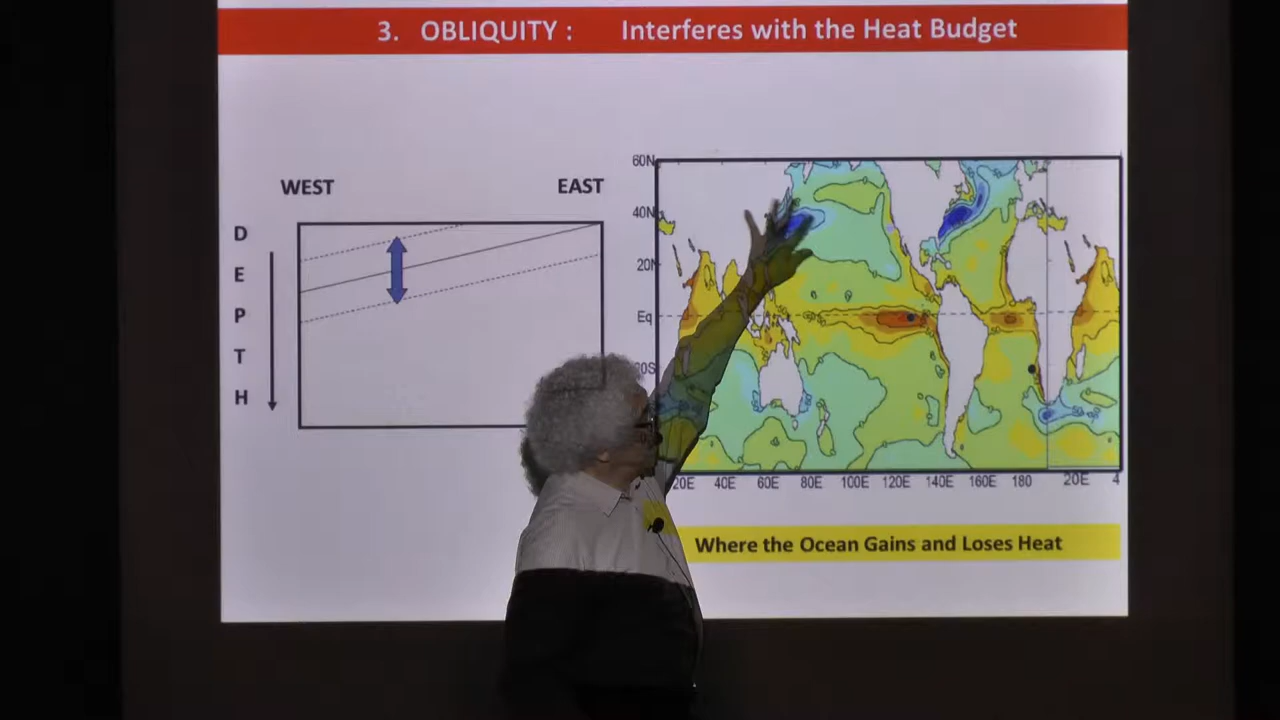 3. OBLIQUITY : Interferes with the Heat Budget
WEST
EAST
D
E
P
T
H
60N
40N
20N
Eq
20E 40E 60E 80E 100E 120E 140E 160E 180 20E 4
Where the Ocean Gains and Loses Heat